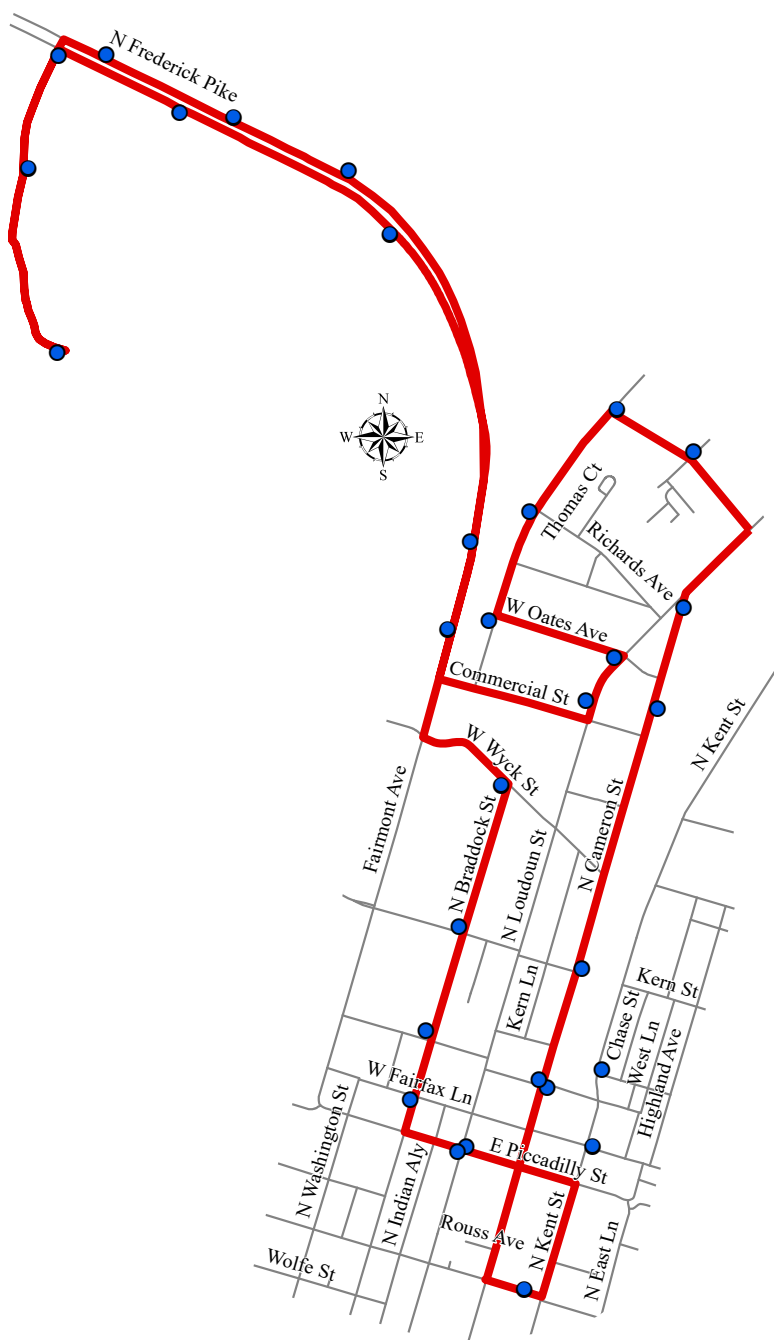 N Frederick Pike
N
W
E
S
Thomas Ct
Richards Ave
W Oates Ave
Commercial St
N Kent St
W Wyck St
Fairmont Ave
N Braddock St
N Cameron St
N Loudoun St
Kern St
Kern Ln
Chase St
West Ln
Highland Ave
W Fairfax Ln
N Washington St
E Piccadilly St
N Indian Aly
Rouss Ave
N Kent St
N East Ln
Wolfe St